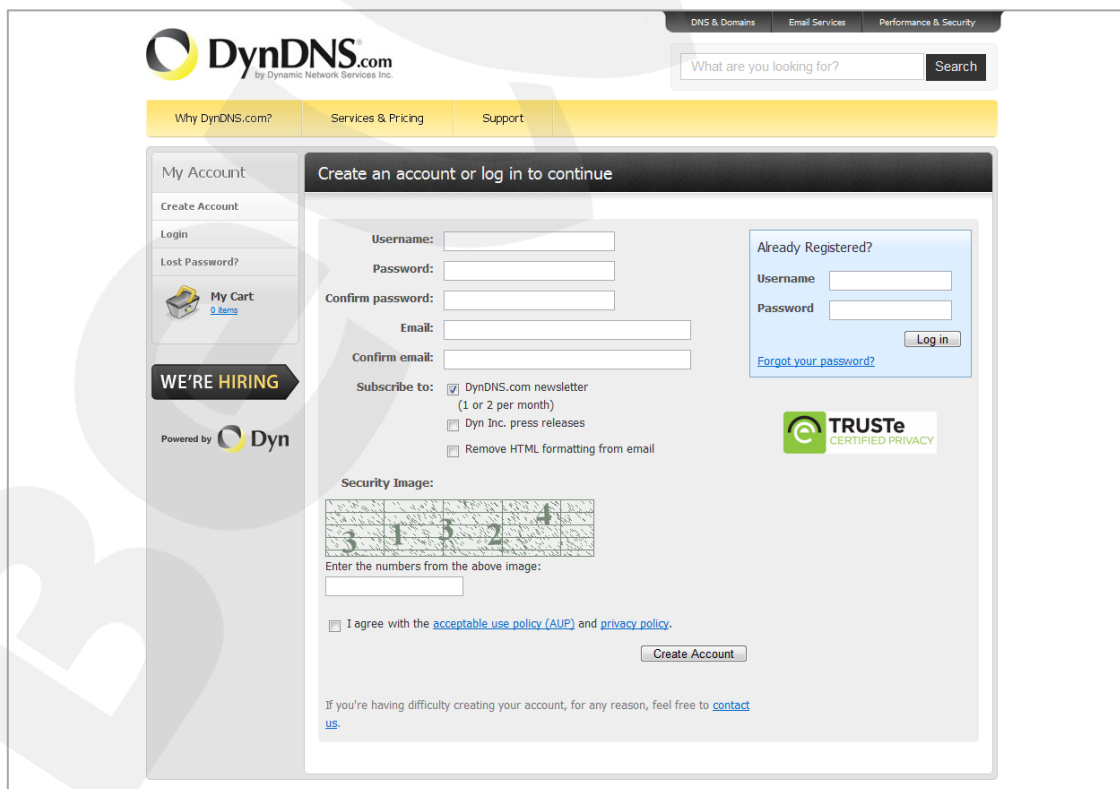 DNS & Domains
Email Services
Performance & Security
DynDNS.com
by Dynamic Network Services Inc.
What are you looking for?
Search
Why DynDNS.com?
Services & Pricing
Support
My Account
Create Account
Login
Lost Password?
My Cart
0 items
WE'RE HIRING
Powered by Dyn
Create an account or log in to continue
Username:
Password:
Confirm password:
Email:
Confirm email:
Subscribe to:
DynDNS.com newsletter
(1 or 2 per month)
Dyn Inc. press releases
Remove HTML formatting from email
Security Image:
3 1 3 2 4
Enter the numbers from the above image:
I agree with the acceptable use policy (AUP) and privacy policy.
Create Account
If you're having difficulty creating your account, for any reason, feel free to contact
us.
Already Registered?
Username
Password
Log in
Forgot your password?
TRUSTe
CERTIFIED PRIVACY